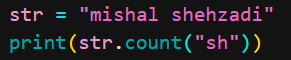 str = "mishal shehzadi"
print(str.count("sh"))